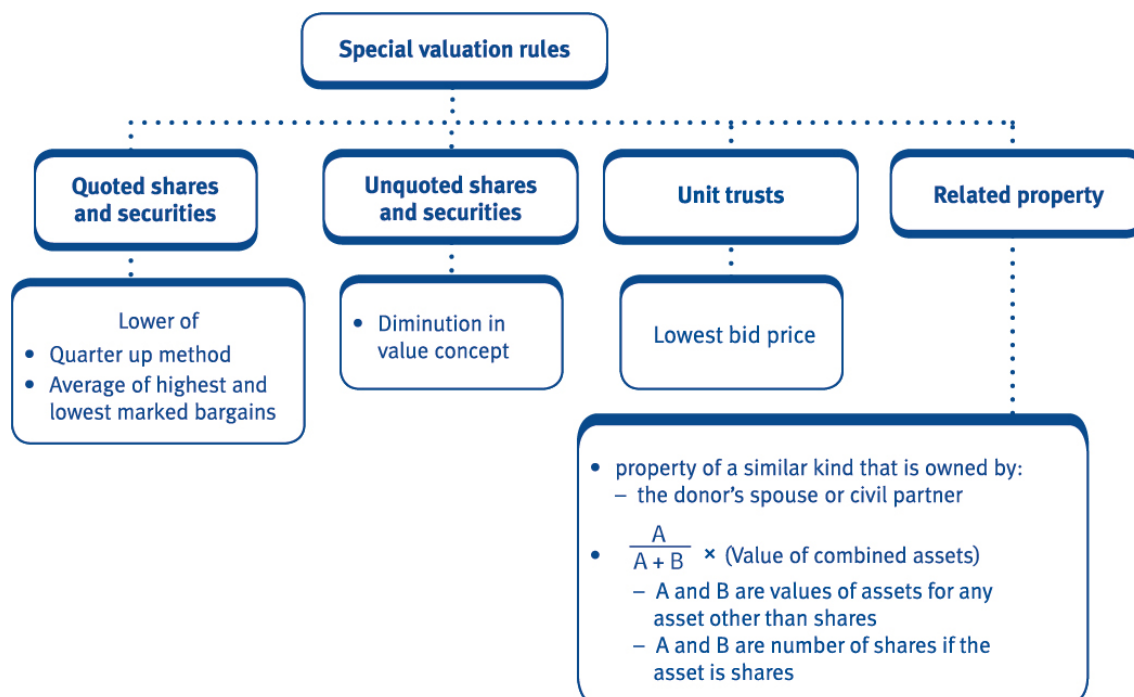 Special valuation rules
Quoted shares
and securities
Unquoted shares
and securities
Unit trusts
Related property
Lower of
• Quarter up method
• Average of highest and
lowest marked bargains
• Diminution in
value concept
Lowest bid price
• property of a similar kind that is owned by:
– the donor's spouse or civil partner
• A
A + B × (Value of combined assets)
– A and B are values of assets for any
asset other than shares
– A and B are number of shares if the
asset is shares